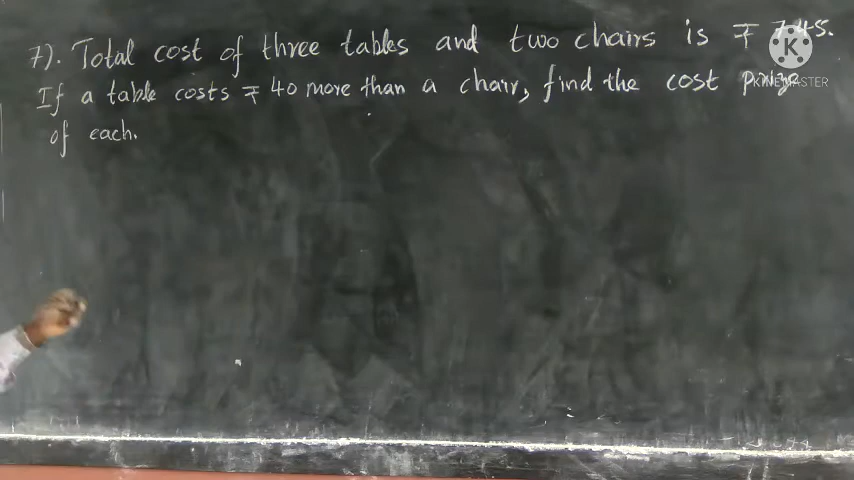 7). Total cost of three tables and two chairs is ₹ 745.
If a table costs ₹ 40 more than a chair, find the cost price
of each.
K
KINEMASTER